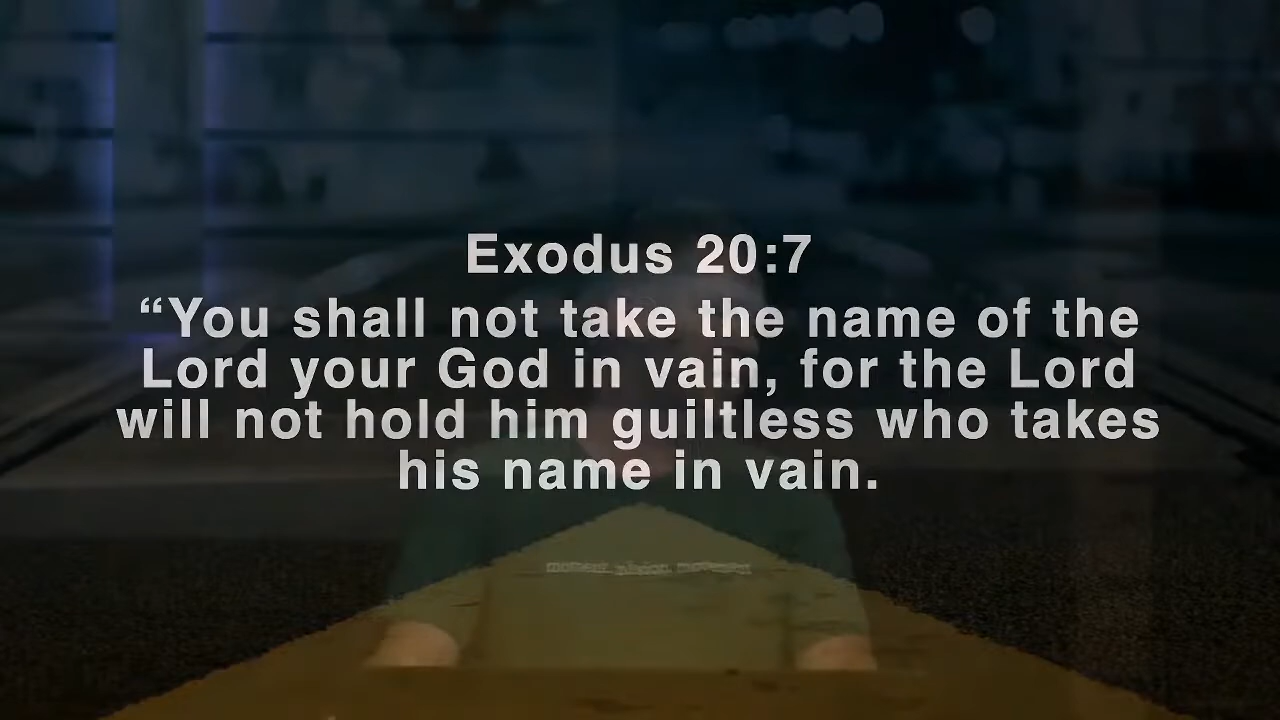 Exodus 20:7
“You shall not take the name of the
Lord your God in vain, for the Lord
will not hold him guiltless who takes
his name in vain.